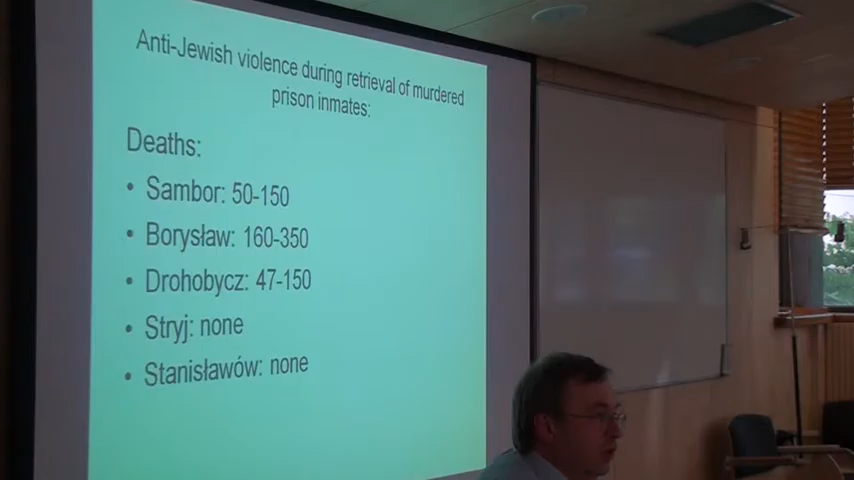 Anti-Jewish violence during retrieval of murdered
prison inmates:
Deaths:
• Sambor: 50-150
• Borysław: 160-350
• Drohobycz: 47-150
• Stryj: none
• Stanisławów: none